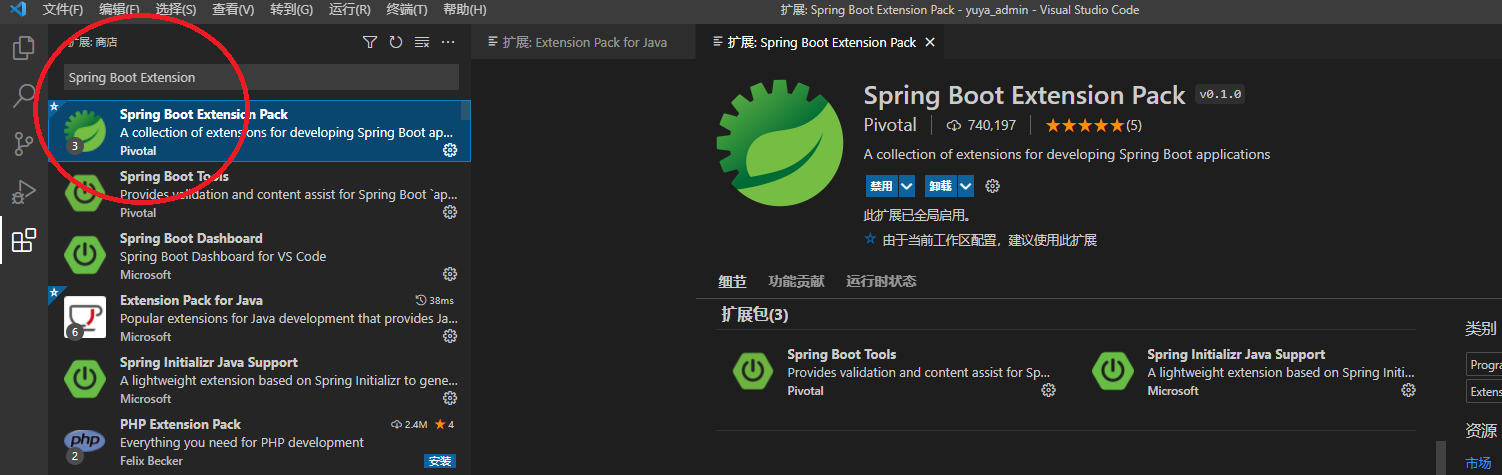 文件(F) 编辑(E) 选择(S) 查看(V) 转到(G) 运行(R) 终端(T) 帮助(H)
扩展: Spring Boot Extension Pack - yuya_admin - Visual Studio Code
扩展: 商店
Spring Boot Extension
Spring Boot Extension Pack
A collection of extensions for developing Spring Boot ap...
Pivotal
3
Spring Boot Tools
Provides validation and content assist for Spring Boot `ap...
Pivotal
Spring Boot Dashboard
Spring Boot Dashboard for VS Code
Microsoft
Extension Pack for Java 38ms
Popular extensions for Java development that provides Ja...
6
Microsoft
Spring Initializr Java Support
A lightweight extension based on Spring Initializr to gene...
Microsoft
PHP Extension Pack 2.4M 4
Everything you need for PHP development
php
2
Felix Becker 安装
扩展: Extension Pack for Java
扩展: Spring Boot Extension Pack
Spring Boot Extension Pack v0.1.0
Pivotal 740,197 (5)
A collection of extensions for developing Spring Boot applications
禁用 卸载
此扩展已全局启用。
由于当前工作区配置，建议使用此扩展
细节 功能贡献 运行时状态
扩展包(3)
Spring Boot Tools
Provides validation and content assist for Sp...
Pivotal
Spring Initializr Java Support
A lightweight extension based on Spring Initi...
Microsoft
类别
Progra
Extens
资源
市场